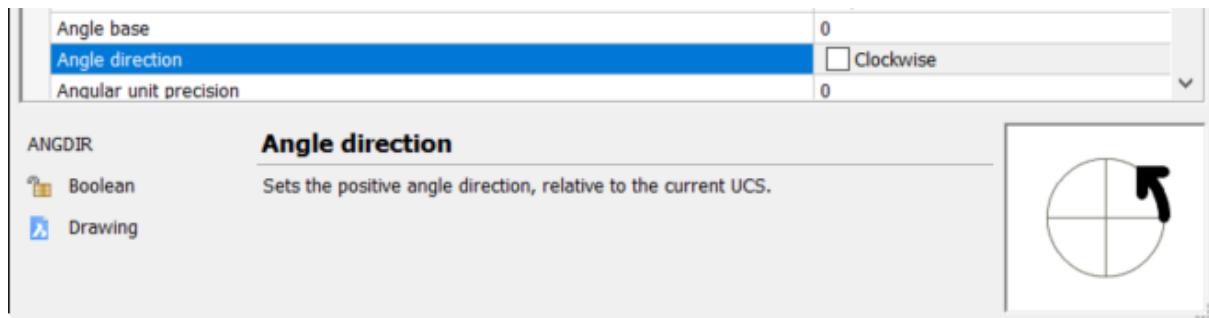 Angle base 0
Angle direction Clockwise
Angular unit precision 0
ANGDIR Angle direction
Boolean Sets the positive angle direction, relative to the current UCS.
Drawing